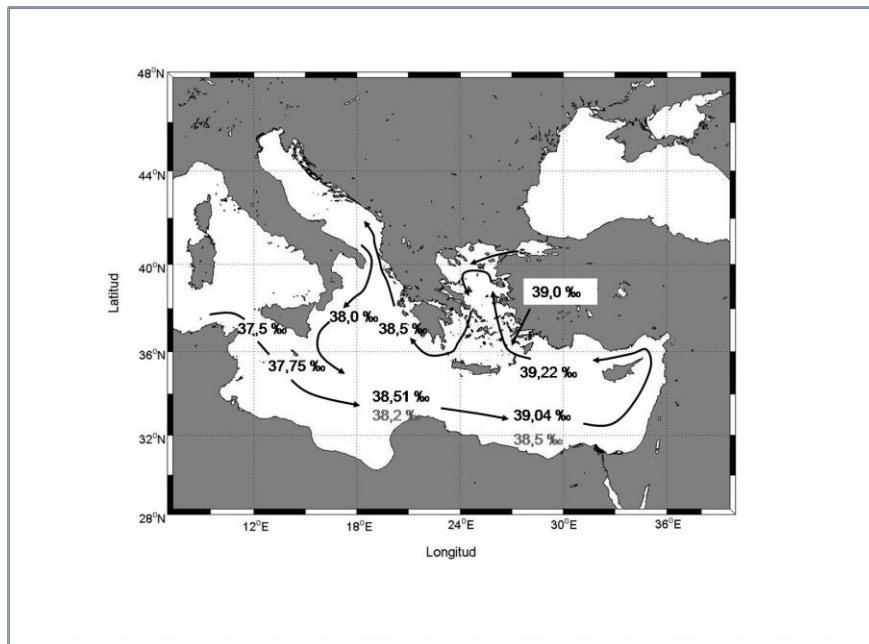 48°N
44°N
40°N
36°N
32°N
28°N
Latitud
39,0 ‰
37,5 ‰
38,0 ‰
38,5 ‰
37,75 ‰
39,22 ‰
38,51 ‰
38,2 ‰
39,04 ‰
38,5 ‰
12°E
18°E
24°E
30°E
36°E
Longitud